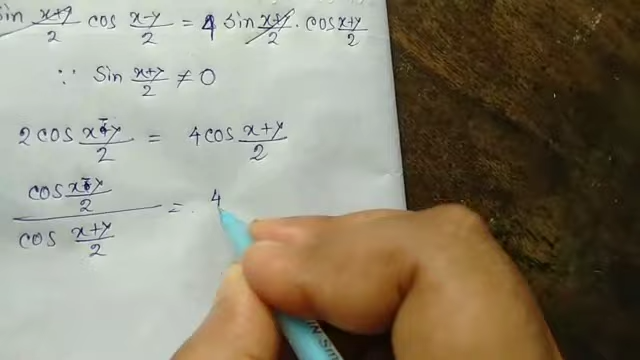 sin (x+y)/2 cos (x-y)/2 = 4 sin (x+y)/2 . cos (x+y)/2
∵ Sin (x+y)/2 ≠ 0
2 cos (x-y)/2 = 4 cos (x+y)/2
cos (x-y)/2 / cos (x+y)/2 = 4